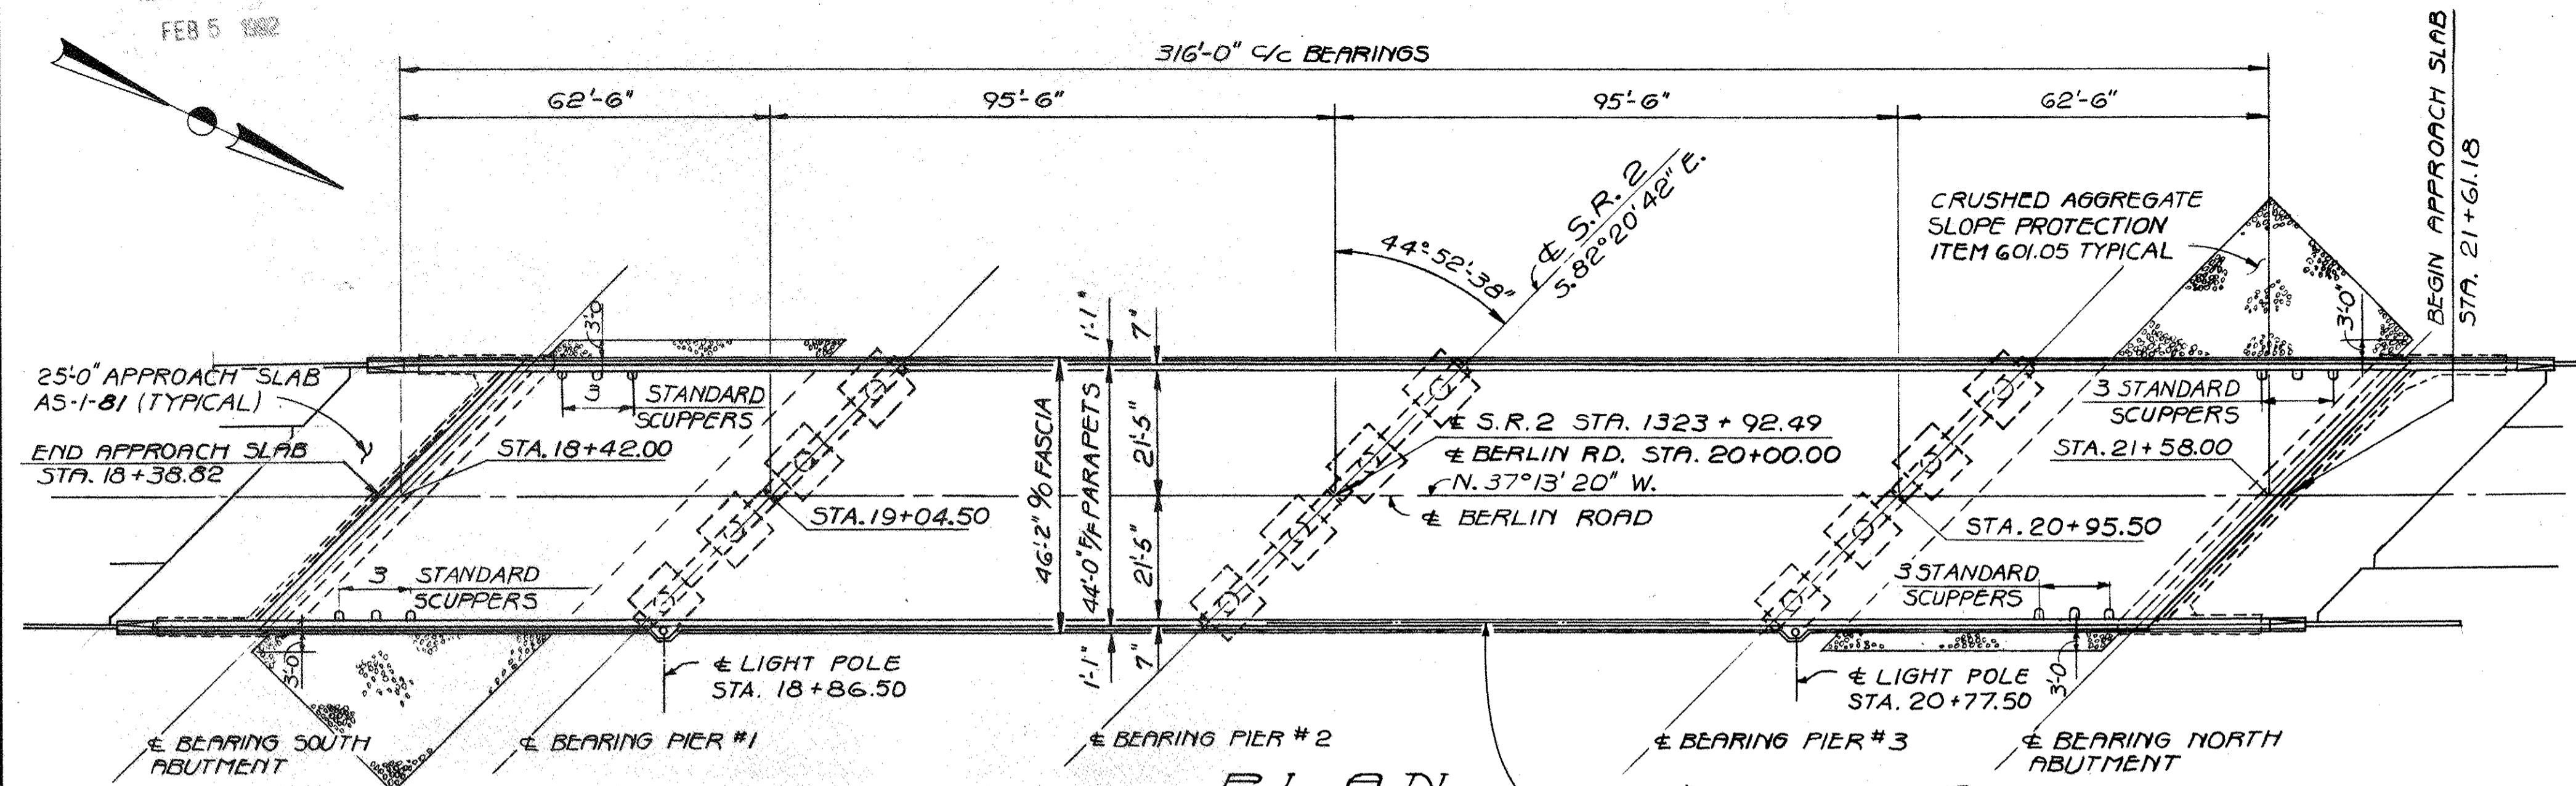 FEB 5 1992
316'-0" C/C BEARINGS
62'-6"
95'-6"
95'-6"
62'-6"
BEGIN APPROACH SLAB
STA. 21+61.18
℄ S.R. 2
S.82°20'42" E.
44°-52'-38"
CRUSHED AGGREGATE
SLOPE PROTECTION
ITEM 601.05 TYPICAL
3'-0"
3'-0
1'-1"
7"
25'-0" APPROACH SLAB
AS-1-81 (TYPICAL)
3 STANDARD
SCUPPERS
3 STANDARD
SCUPPERS
END APPROACH SLAB
STA. 18+38.82
STA. 18+42.00
46'-2" O/O FASCIA
44'-0" F/F PARAPETS
21'-5"
℄ S.R. 2 STA. 1323 + 92.49
℄ BERLIN RD. STA. 20+00.00
N. 37°13' 20" W.
℄ BERLIN ROAD
STA. 21+58.00
STA. 19+04.50
STA. 20+95.50
21'-5"
3 STANDARD
SCUPPERS
3 STANDARD
SCUPPERS
3'-0
1'-1"
7"
3'-0
℄ LIGHT POLE
STA. 18+86.50
℄ LIGHT POLE
STA. 20+77.50
℄ BEARING SOUTH
ABUTMENT
℄ BEARING PIER #1
℄ BEARING PIER #2
℄ BEARING PIER #3
℄ BEARING NORTH
ABUTMENT
PLAN